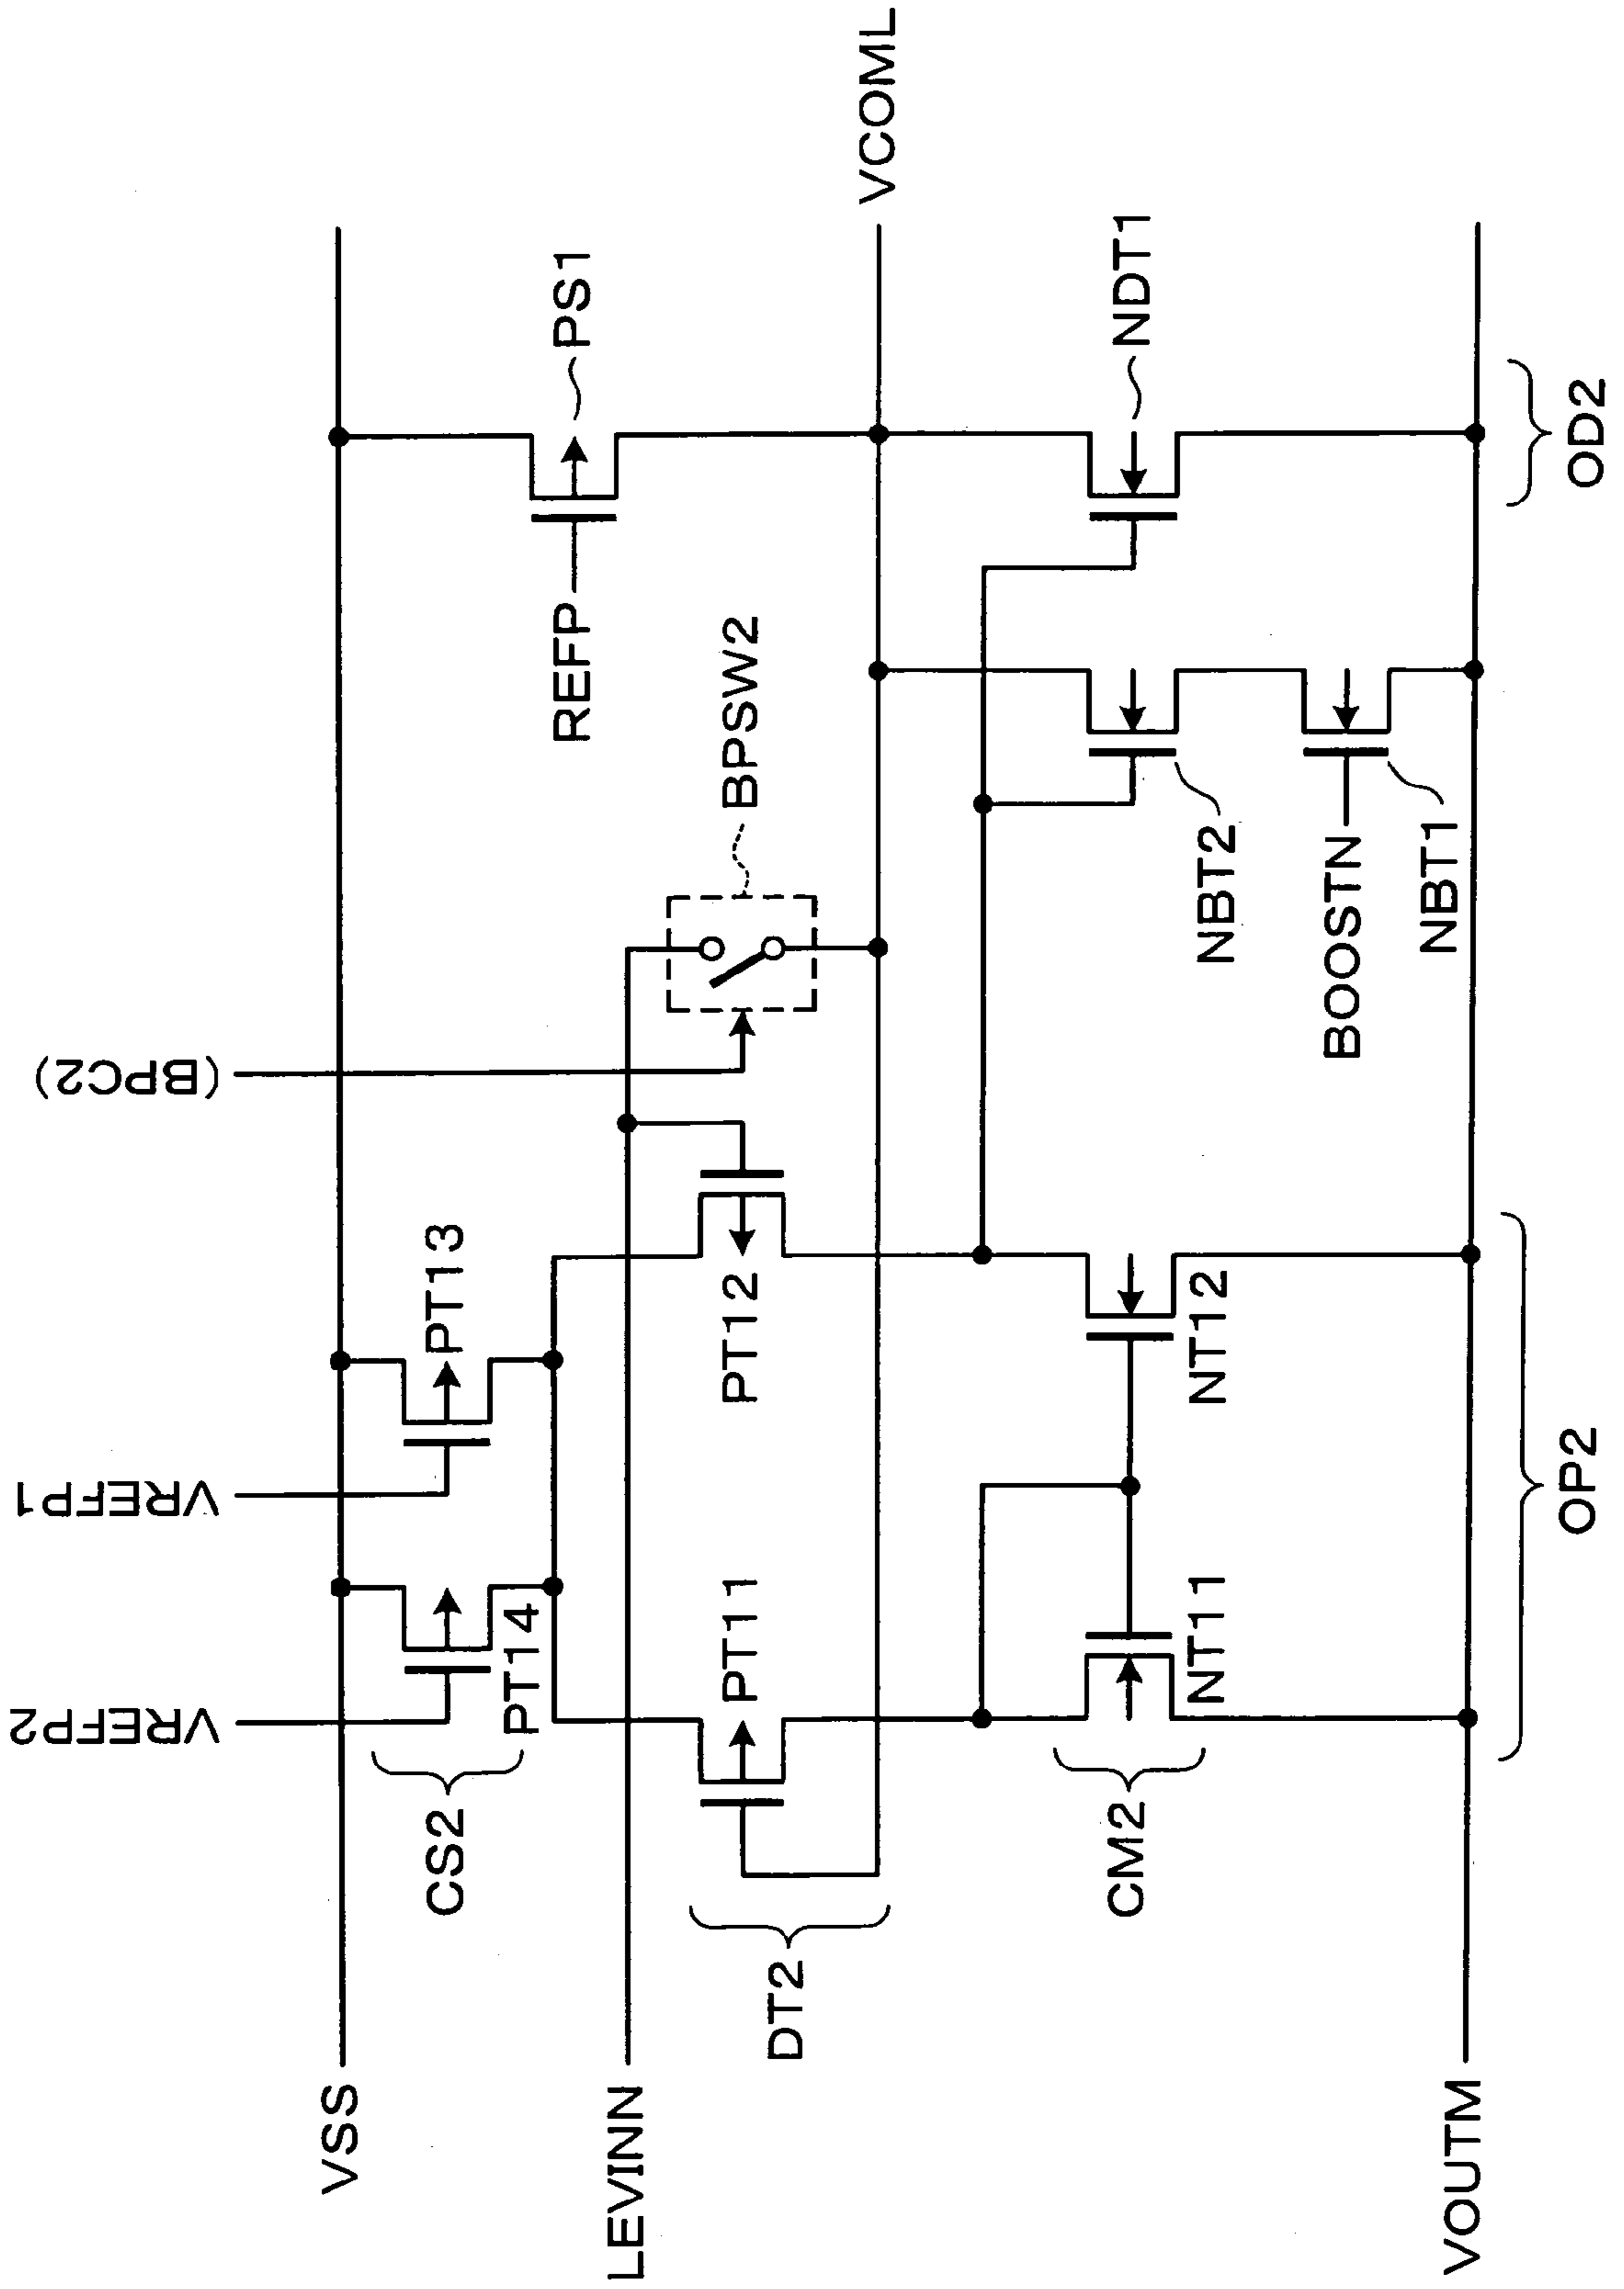 VREFP2
VREFP1
(BPC2)
VSS
CS2
PT14
PT13
REFP
PS1
LEVINN
DT2
PT11
PT12
BPSW2
VCOML
CM2
NT11
NT12
NBT2
NDT1
BOOSTN
NBT1
VOUTM
OP2
OD2